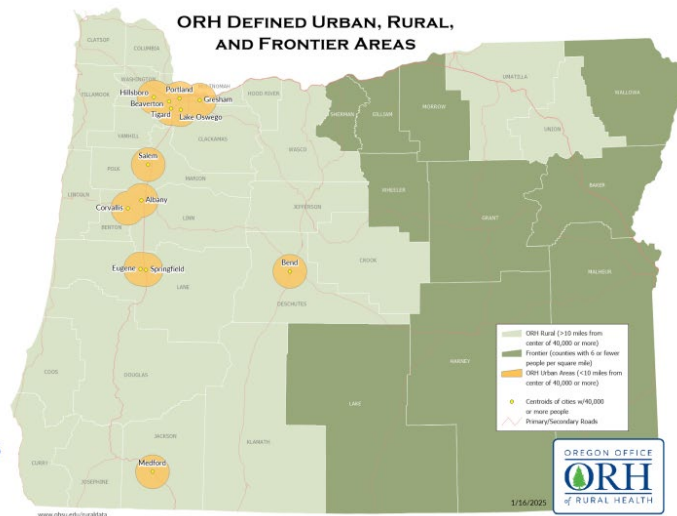 ORH DEFINED URBAN, RURAL,
AND FRONTIER AREAS
CLATSOP
COLUMBIA
WASHINGTON
TILLAMOOK
Hillsboro
Portland
Beaverton
Gresham
Tigard
Lake Oswego
HOOD RIVER
SHERMAN
GILLIAM
MORROW
UMATILLA
WALLOWA
UNION
YAMHILL
CLACKAMAS
WASCO
Salem
POLK
MARION
WHEELER
BAKER
LINCOLN
Albany
Corvallis
JEFFERSON
BENTON
LINN
GRANT
CROOK
Eugene
Springfield
Bend
LANE
DESCHUTES
MALHEUR
COOS
DOUGLAS
LAKE
HARNEY
CURRY
JACKSON
KLAMATH
Medford
JOSEPHINE
ORH Rural (>10 miles from
center of 40,000 or more)
Frontier (counties with 6 or fewer
people per square mile)
ORH Urban Areas (<10 miles from
center of 40,000 or more)
Centroids of cities w/40,000
or more people
Primary/Secondary Roads
OREGON OFFICE
ORH
of RURAL HEALTH
1/16/2025
www.ohsu.edu/ruraldata